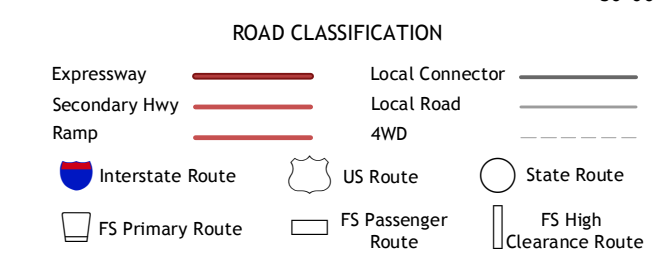 ROAD CLASSIFICATION
Expressway
Local Connector
Secondary Hwy
Local Road
Ramp
4WD
Interstate Route
US Route
State Route
FS Primary Route
FS Passenger
Route
FS High
Clearance Route